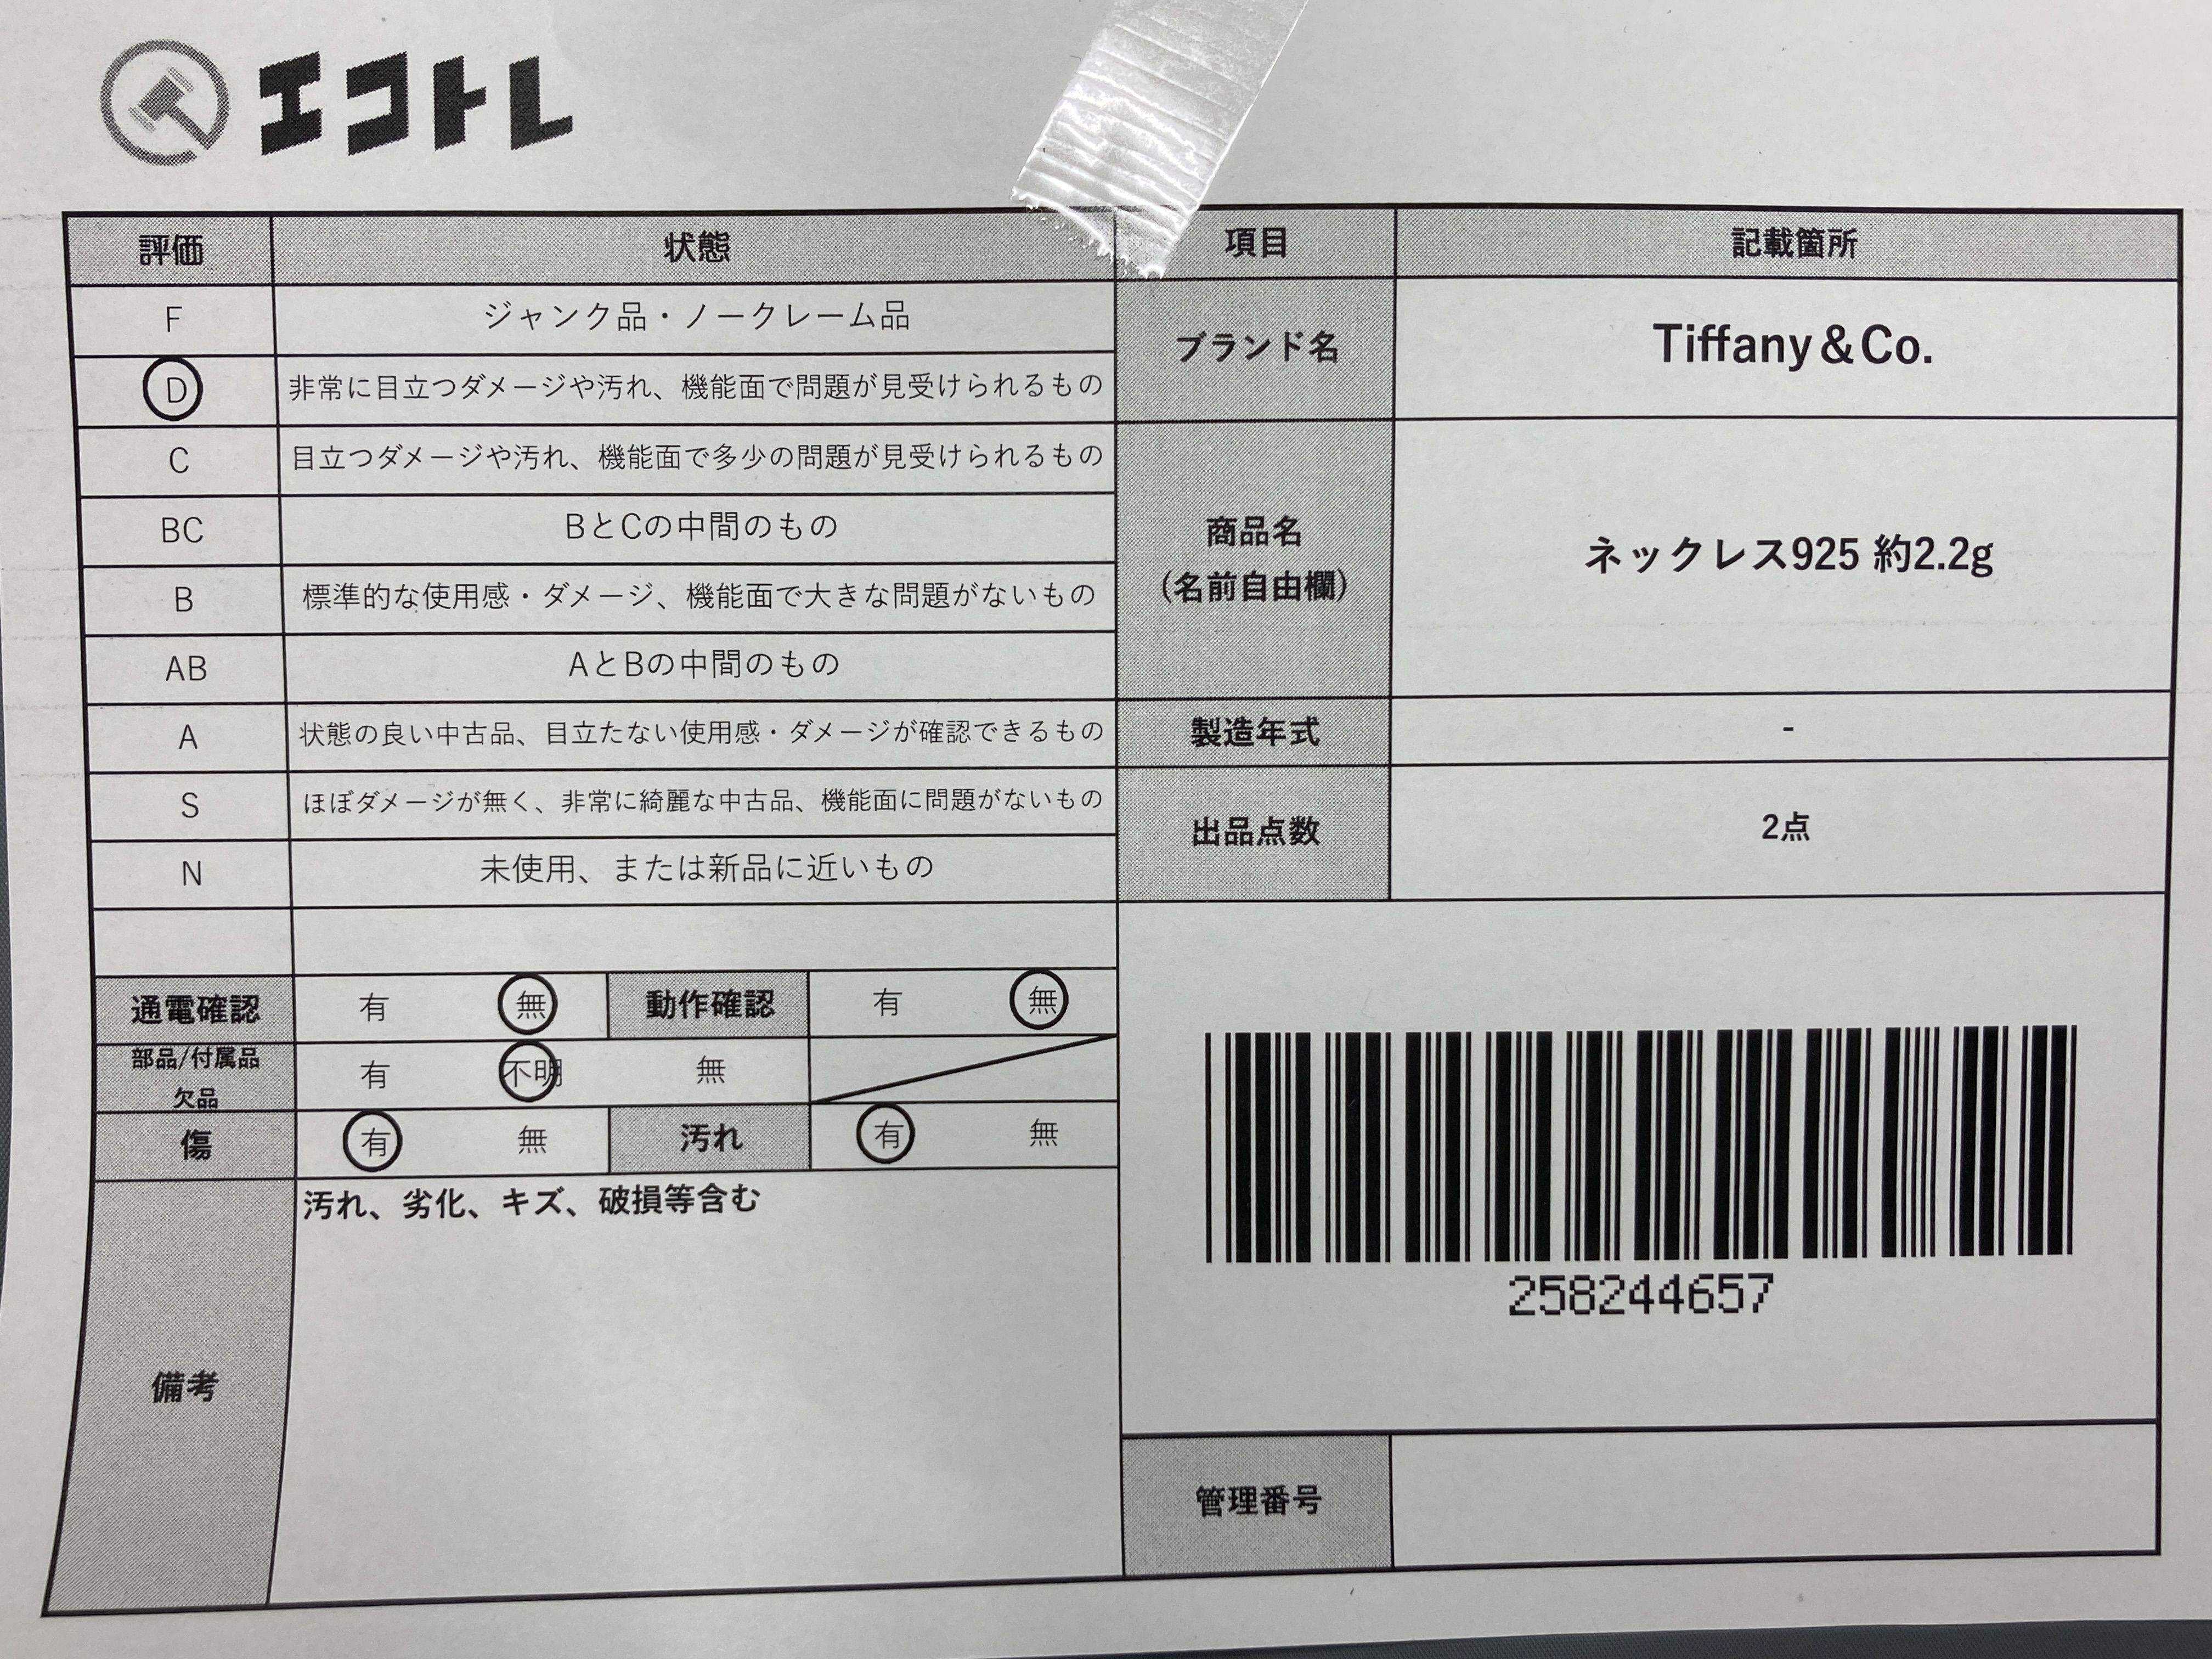 エコトレ
評価 状態 項目 記載箇所
F ジャンク品・ノークレーム品
D 非常に目立つダメージや汚れ、機能面で問題が見受けられるもの
C 目立つダメージや汚れ、機能面で多少の問題が見受けられるもの
BC BとCの中間のもの
B 標準的な使用感・ダメージ、機能面で大きな問題がないもの
AB AとBの中間のもの
A 状態の良い中古品、目立たない使用感・ダメージが確認できるもの
S ほぼダメージが無く、非常に綺麗な中古品、機能面に問題がないもの
N 未使用、または新品に近いもの
通電確認 有 無 動作確認 有 無
部品/付属品
欠品
有 不明 無
傷 有 無 汚れ 有 無
備考
汚れ、劣化、キズ、破損等含む
ブランド名 Tiffany&Co.
商品名
(名前自由欄)
ネックレス925 約2.2g
製造年式 -
出品点数 2点
258244657
管理番号